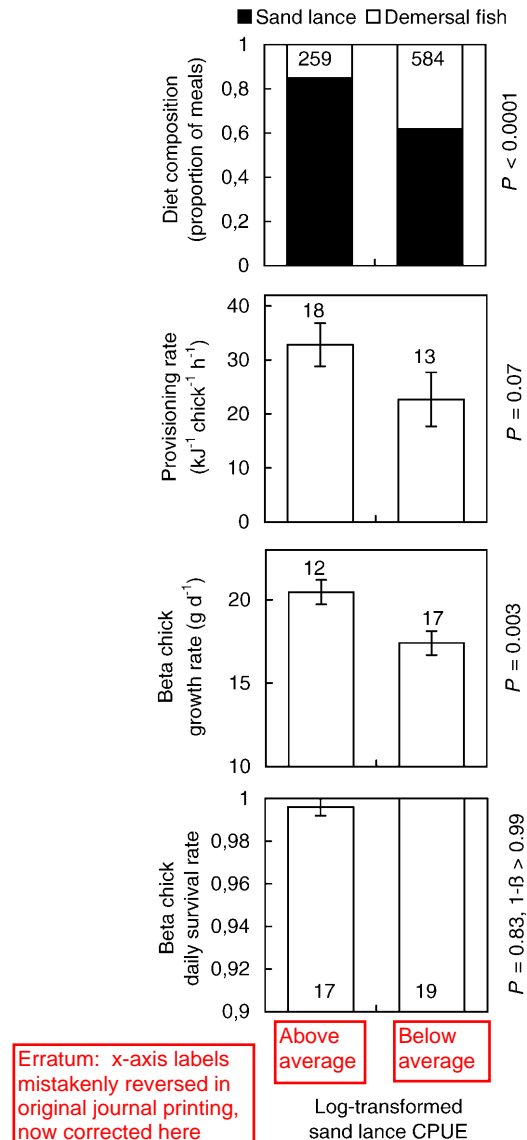 ■ Sand lance □ Demersal fish
Diet composition
(proportion of meals)
1
0,8
0,6
0,4
0,2
0
259
584
P < 0.0001
Provisioning rate
(kJ⁻¹ chick⁻¹ h⁻¹)
40
30
20
10
0
18
13
P = 0.07
Beta chick
growth rate (g d⁻¹)
20
15
10
12
17
P = 0.003
Beta chick
daily survival rate
1
0,98
0,96
0,94
0,92
0,9
17
19
P = 0.83, 1-ß > 0.99
Above
average
Below
average
Erratum: x-axis labels
mistakenly reversed in
original journal printing,
now corrected here
Log-transformed
sand lance CPUE